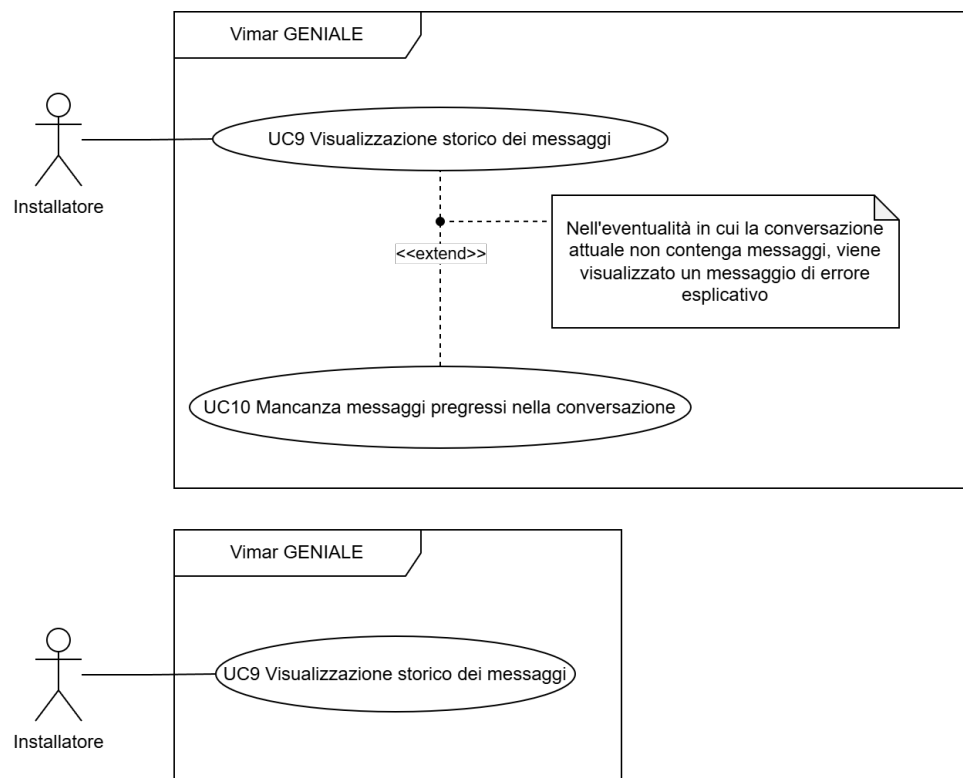 Vimar GENIALE
UC9 Visualizzazione storico dei messaggi
Installatore
Nell'eventualità in cui la conversazione
attuale non contenga messaggi, viene
visualizzato un messaggio di errore
esplicativo
<<extend>>
UC10 Mancanza messaggi pregressi nella conversazione
Vimar GENIALE
UC9 Visualizzazione storico dei messaggi
Installatore